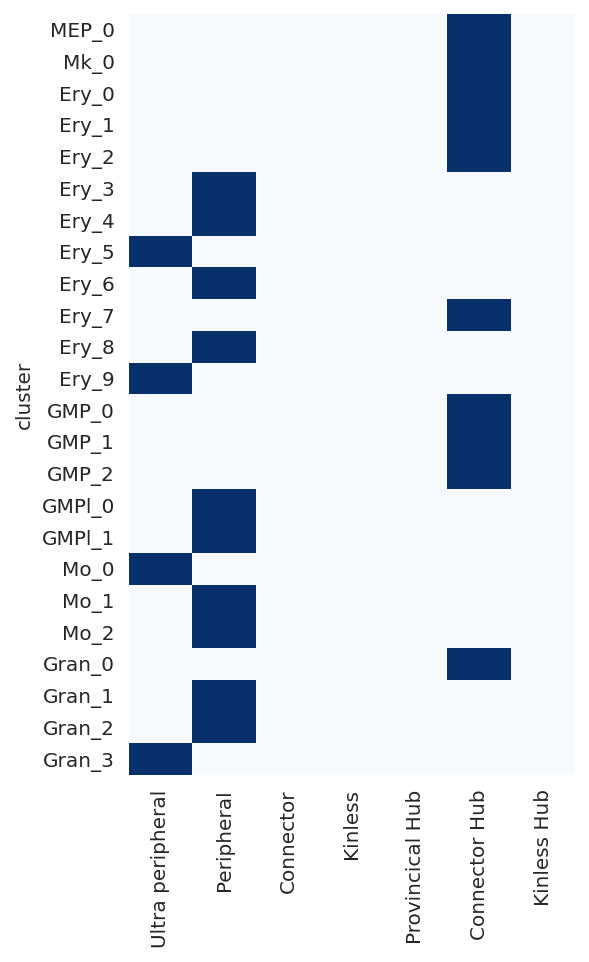 MEP_0
Mk_0
Ery_0
Ery_1
Ery_2
Ery_3
Ery_4
Ery_5
Ery_6
Ery_7
Ery_8
Ery_9
GMP_0
GMP_1
GMP_2
GMPl_0
GMPl_1
Mo_0
Mo_1
Mo_2
Gran_0
Gran_1
Gran_2
Gran_3
cluster
Ultra peripheral
Peripheral
Connector
Kinless
Provincical Hub
Connector Hub
Kinless Hub